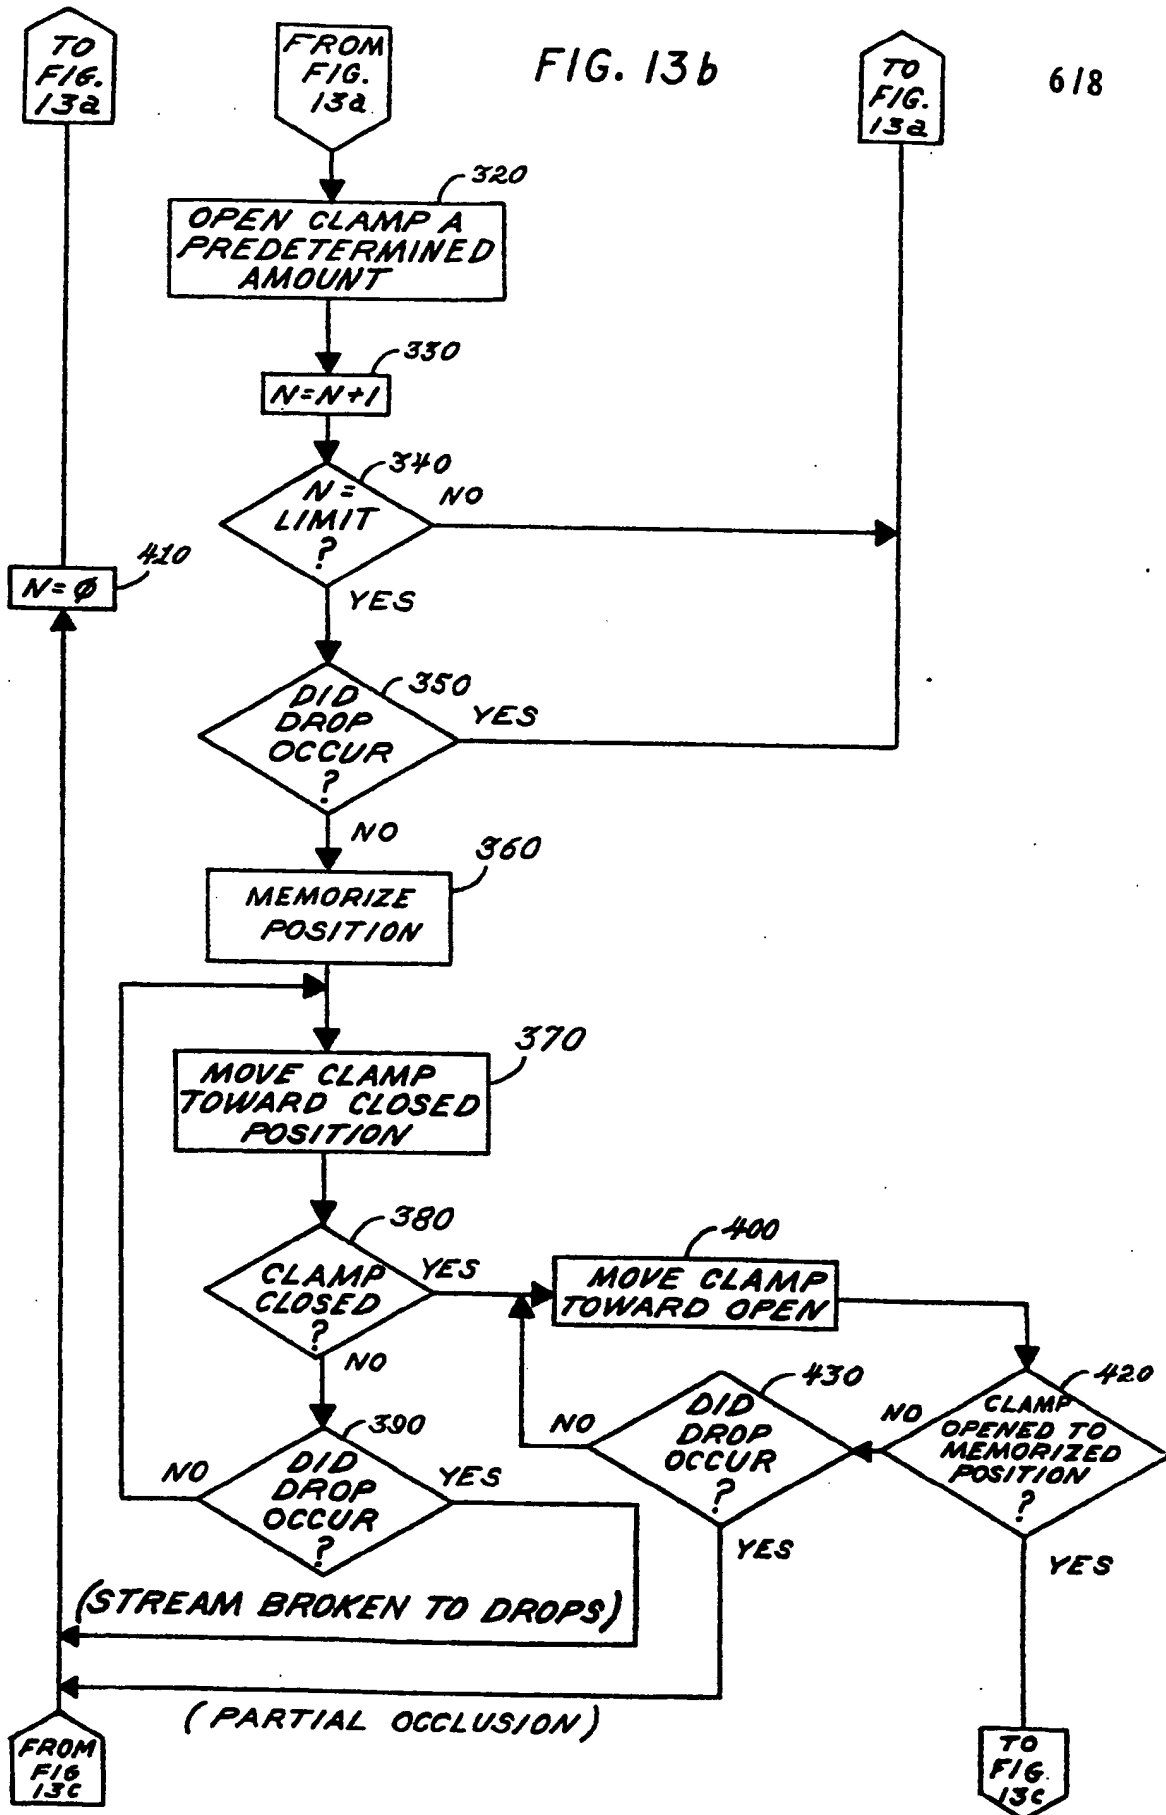 TO
FIG.
13a
FROM
FIG.
13a
FIG. 13b
TO
FIG.
13a
6/8
320
OPEN CLAMP A
PREDETERMINED
AMOUNT
330
N=N+1
340
N=
LIMIT
?
NO
YES
410
N=Ø
350
DID
DROP
OCCUR
?
YES
NO
360
MEMORIZE
POSITION
370
MOVE CLAMP
TOWARD CLOSED
POSITION
380
CLAMP
CLOSED
?
YES
NO
400
MOVE CLAMP
TOWARD OPEN
420
CLAMP
OPENED TO
MEMORIZED
POSITION
?
NO
YES
430
DID
DROP
OCCUR
?
NO
YES
390
DID
DROP
OCCUR
?
NO
YES
(STREAM BROKEN TO DROPS)
(PARTIAL OCCLUSION)
FROM
FIG
13c
TO
FIG
13c